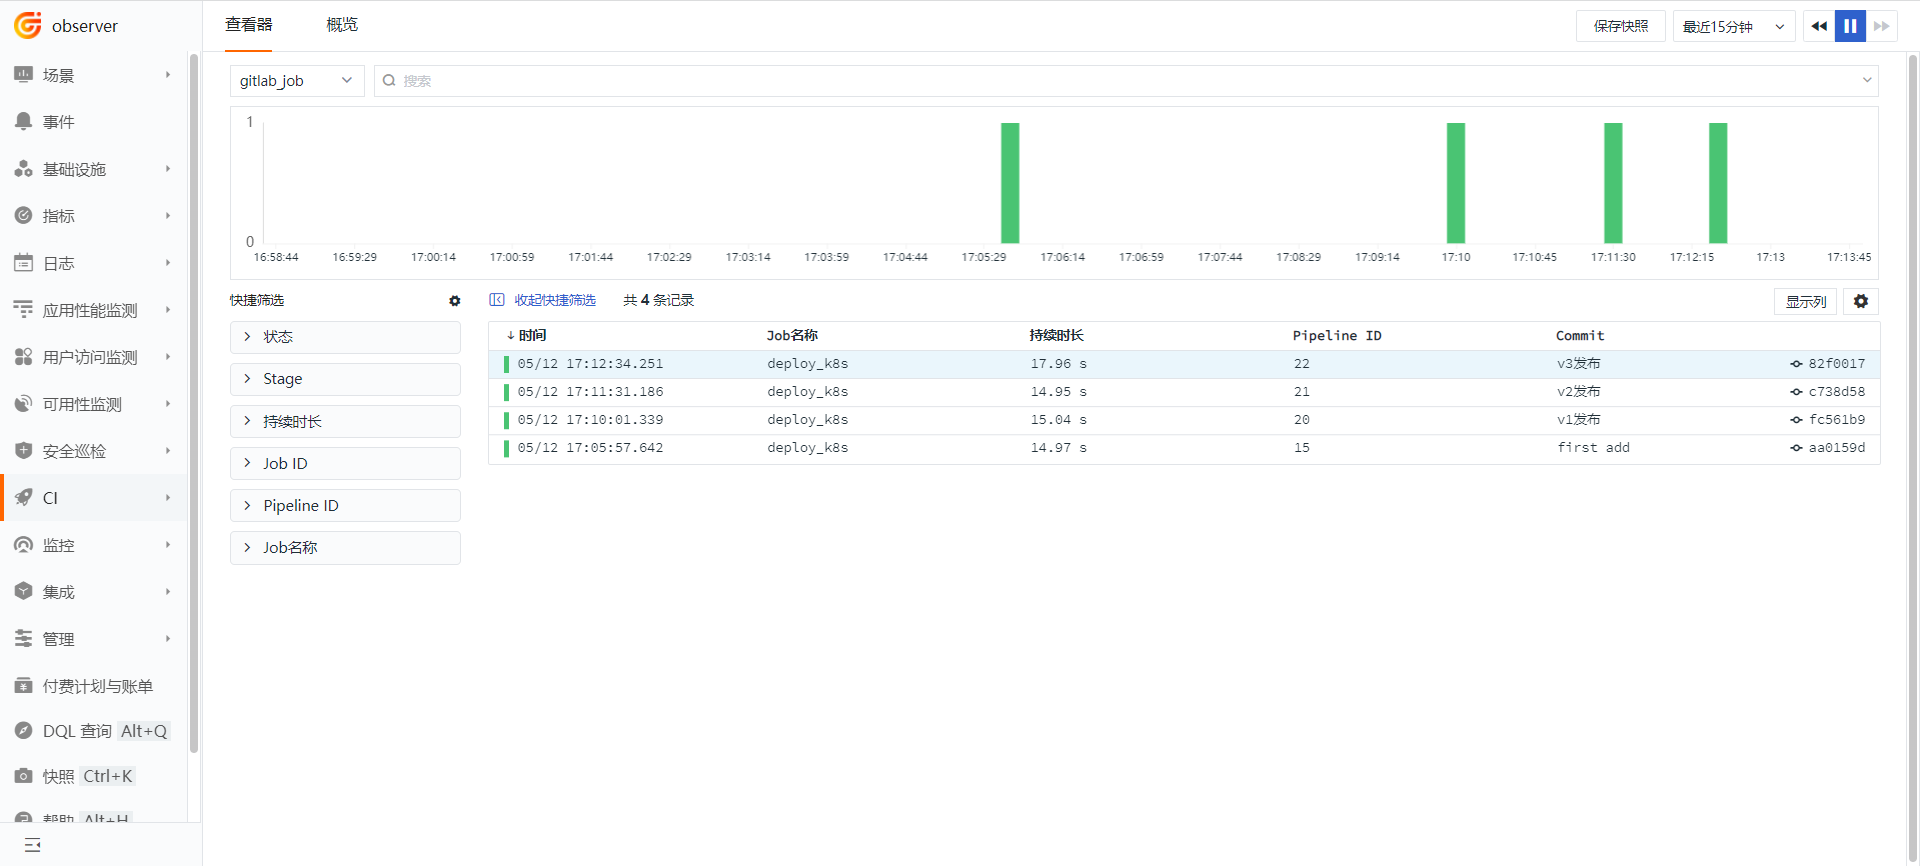 observer
查看器
概览
保存快照
最近15分钟
场景
事件
基础设施
指标
日志
应用性能监测
用户访问监测
可用性监测
安全巡检
CI
监控
集成
管理
付费计划与账单
DQL 查询 Alt+Q
快照 Ctrl+K
帮助 Alt+H
gitlab_job
搜索
1
0
16:58:44 16:59:29 17:00:14 17:00:59 17:01:44 17:02:29 17:03:14 17:03:59 17:04:44 17:05:29 17:06:14 17:06:59 17:07:44 17:08:29 17:09:14 17:10 17:10:45 17:11:30 17:12:15 17:13 17:13:45
快捷筛选
状态
Stage
持续时长
Job ID
Pipeline ID
Job名称
收起快捷筛选 共 4 条记录
显示列
时间 Job名称 持续时长 Pipeline ID Commit
05/12 17:12:34.251 deploy_k8s 17.96 s 22 v3发布 82f0017
05/12 17:11:31.186 deploy_k8s 14.95 s 21 v2发布 c738d58
05/12 17:10:01.339 deploy_k8s 15.04 s 20 v1发布 fc561b9
05/12 17:05:57.642 deploy_k8s 14.97 s 15 first add aa0159d